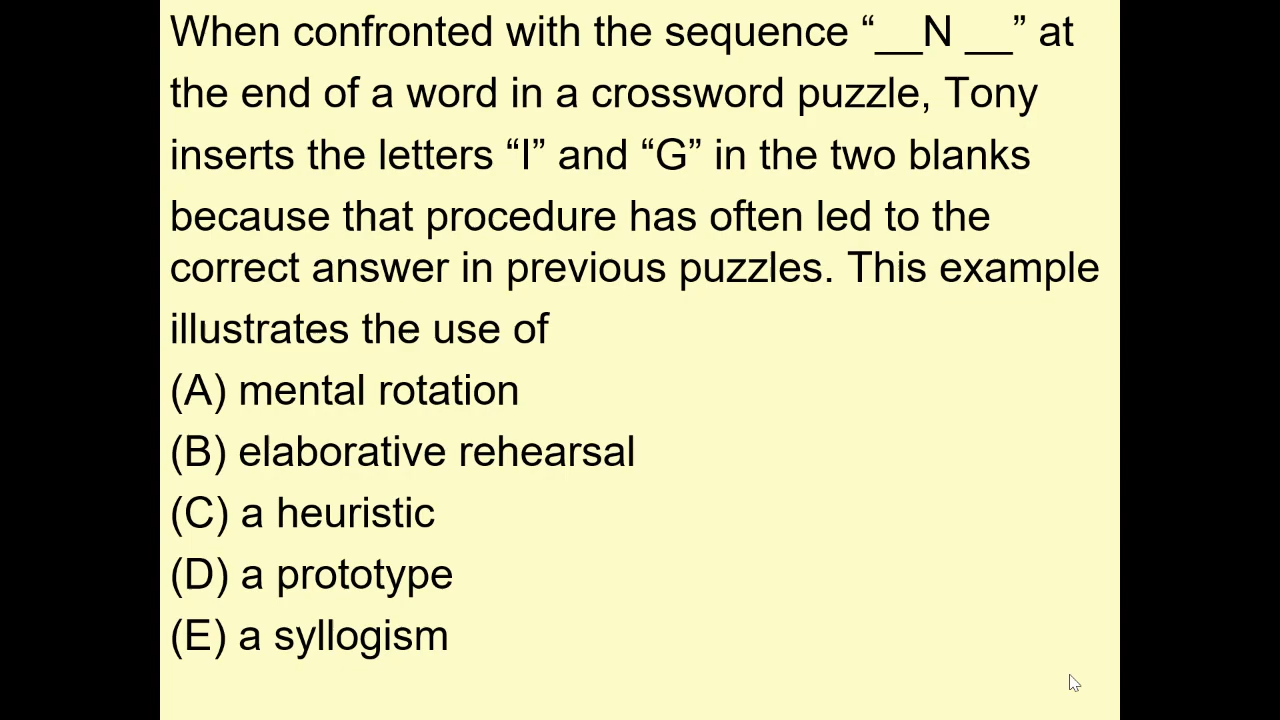 When confronted with the sequence “__N __” at
the end of a word in a crossword puzzle, Tony
inserts the letters “I” and “G” in the two blanks
because that procedure has often led to the
correct answer in previous puzzles. This example
illustrates the use of
(A) mental rotation
(B) elaborative rehearsal
(C) a heuristic
(D) a prototype
(E) a syllogism